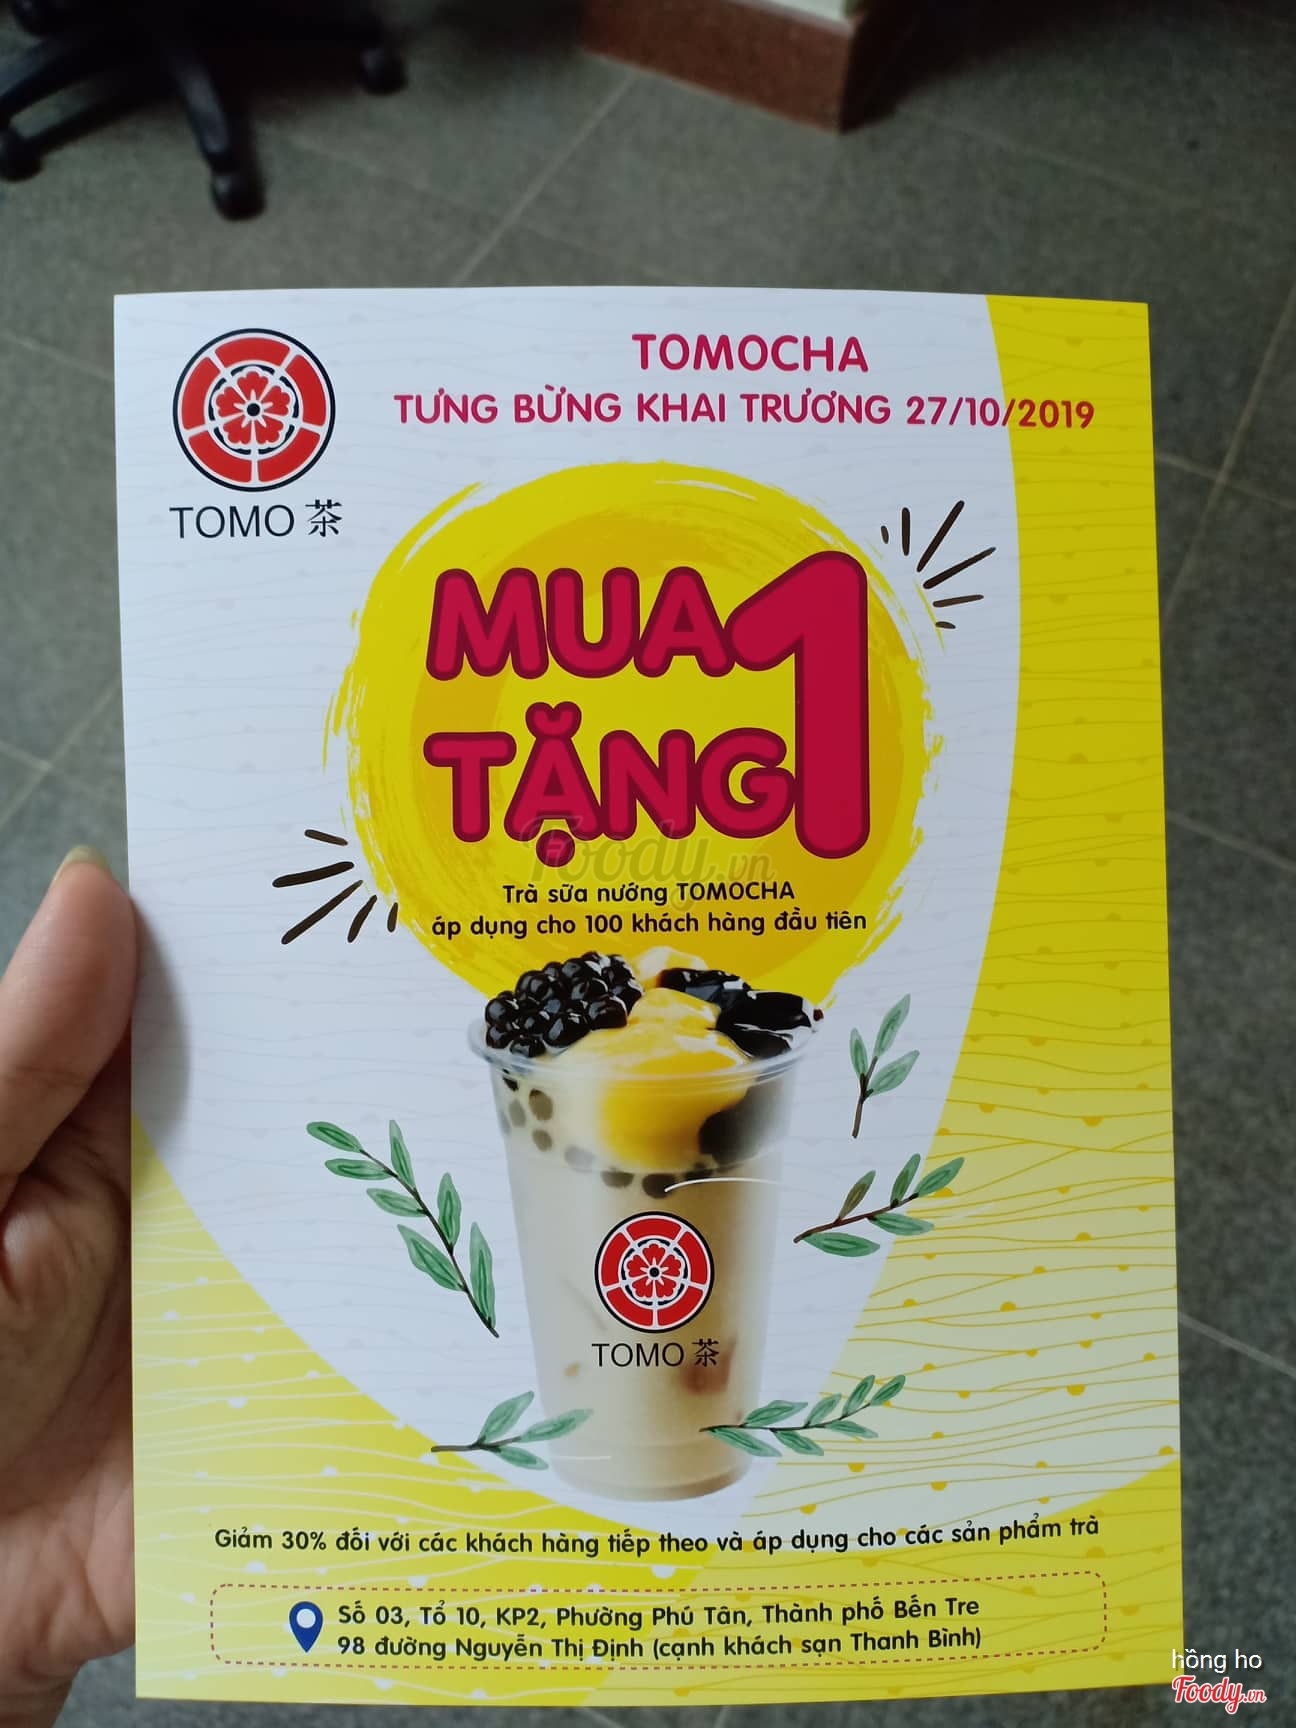 TOMOCHA
TƯNG BỪNG KHAI TRƯƠNG 27/10/2019
TOMO 茶
MUA 1
TẶNG 1
Foody.vn
Trà sữa nướng TOMOCHA
áp dụng cho 100 khách hàng đầu tiên
TOMO 茶
Giảm 30% đối với các khách hàng tiếp theo và áp dụng cho các sản phẩm trà
Số 03, Tổ 10, KP2, Phường Phú Tân, Thành phố Bến Tre
98 đường Nguyễn Thị Định (cạnh khách sạn Thanh Bình)
hồng ho
Foody.vn